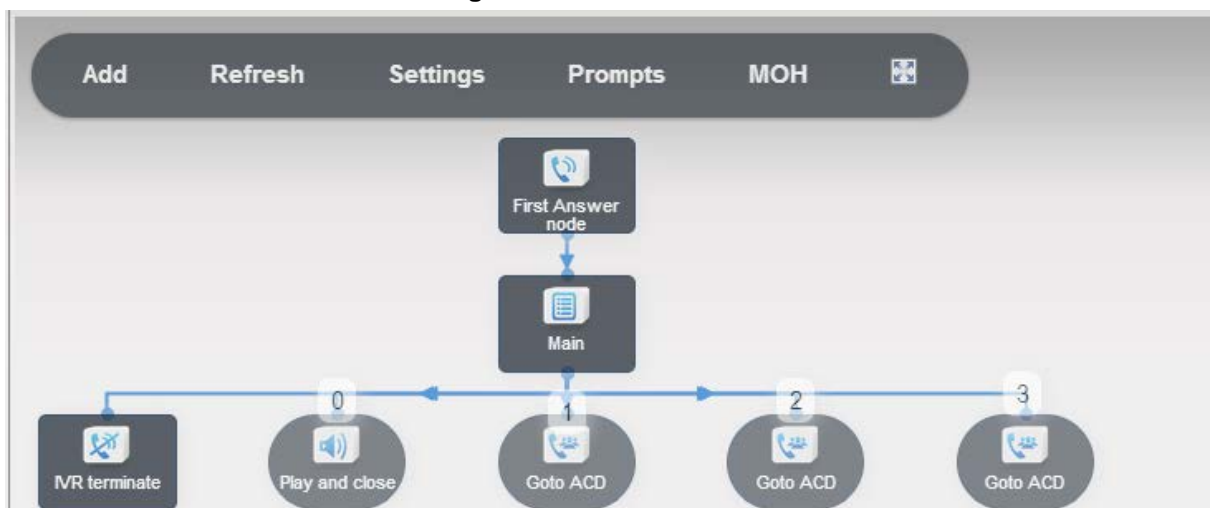 Add Refresh Settings Prompts MOH
First Answer
node
Main
0 1 2 3
IVR terminate Play and close Goto ACD Goto ACD Goto ACD